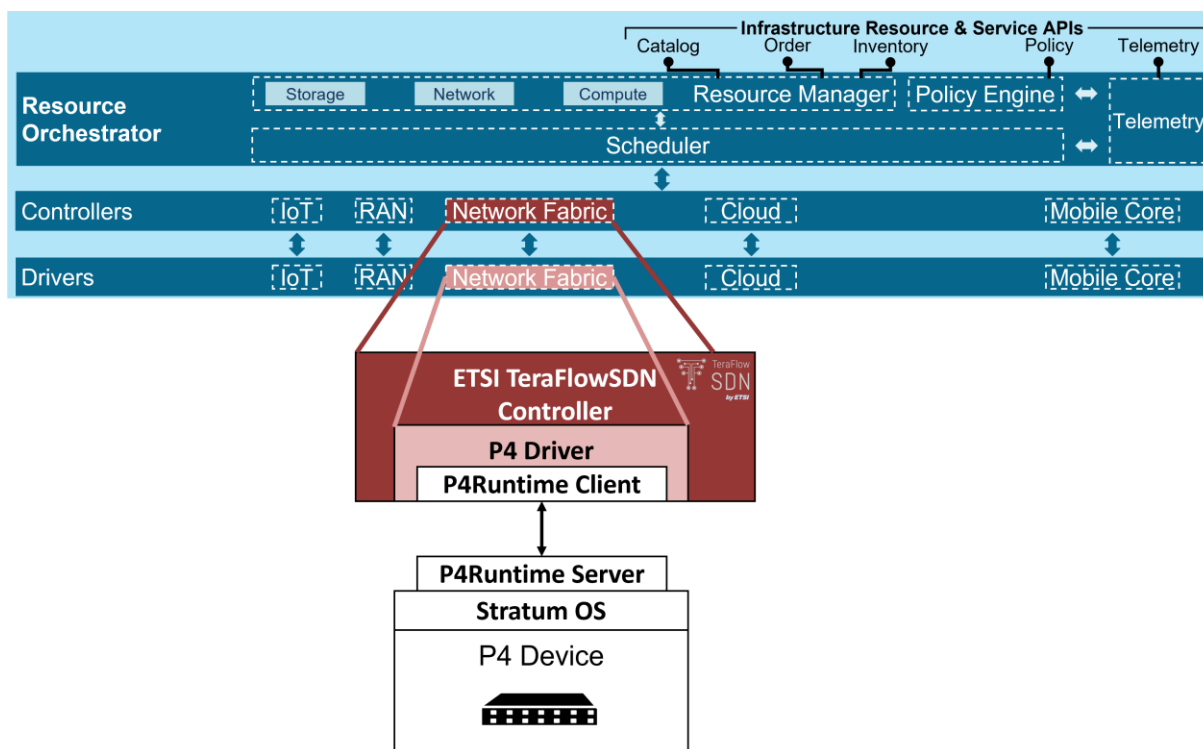 Infrastructure Resource & Service APIs
Catalog Order Inventory Policy Telemetry
Resource Orchestrator
Storage Network Compute Resource Manager Policy Engine
Telemetry
Scheduler
Controllers IoT RAN Network Fabric Cloud Mobile Core
Drivers IoT RAN Network Fabric Cloud Mobile Core
ETSI TeraFlowSDN
Controller
TeraFlow
SDN
by ETSI
P4 Driver
P4Runtime Client
P4Runtime Server
Stratum OS
P4 Device